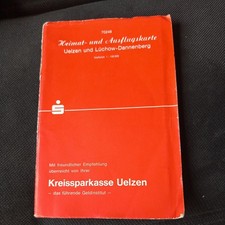 Heimat- und Ausflugskarte
Uelzen und Lüchow-Dannenberg
Mit freundlicher Empfehlung
überreicht von Ihrer
Kreissparkasse Uelzen
– das führende Geldinstitut –